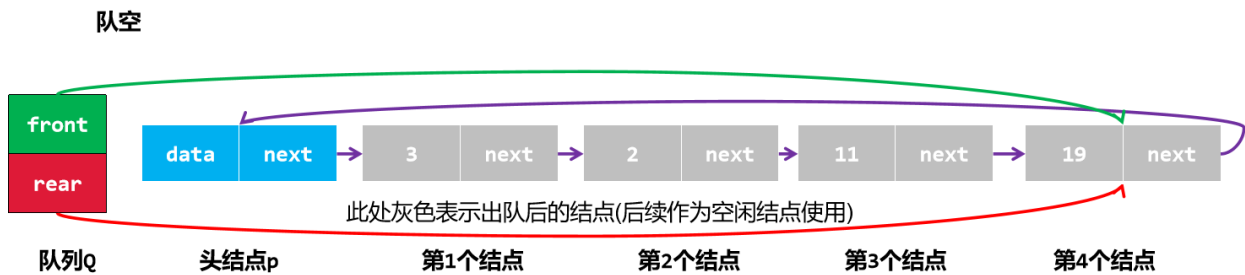 队空
front
rear
data next 3 next 2 next 11 next 19 next
此处灰色表示出队后的结点(后续作为空闲结点使用)
队列Q 头结点p 第1个结点 第2个结点 第3个结点 第4个结点